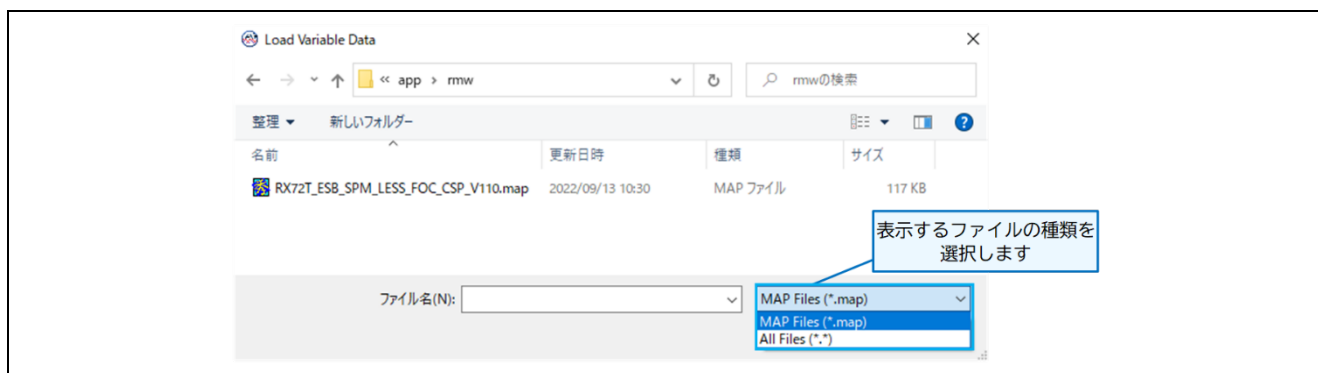 Load Variable Data
« app › rmw
rmwの検索
整理
新しいフォルダー
名前
更新日時
種類
サイズ
RX72T_ESB_SPM_LESS_FOC_CSP_V110.map
2022/09/13 10:30
MAP ファイル
117 KB
表示するファイルの種類を
選択します
ファイル名(N):
MAP Files (*.map)
MAP Files (*.map)
All Files (*.*)